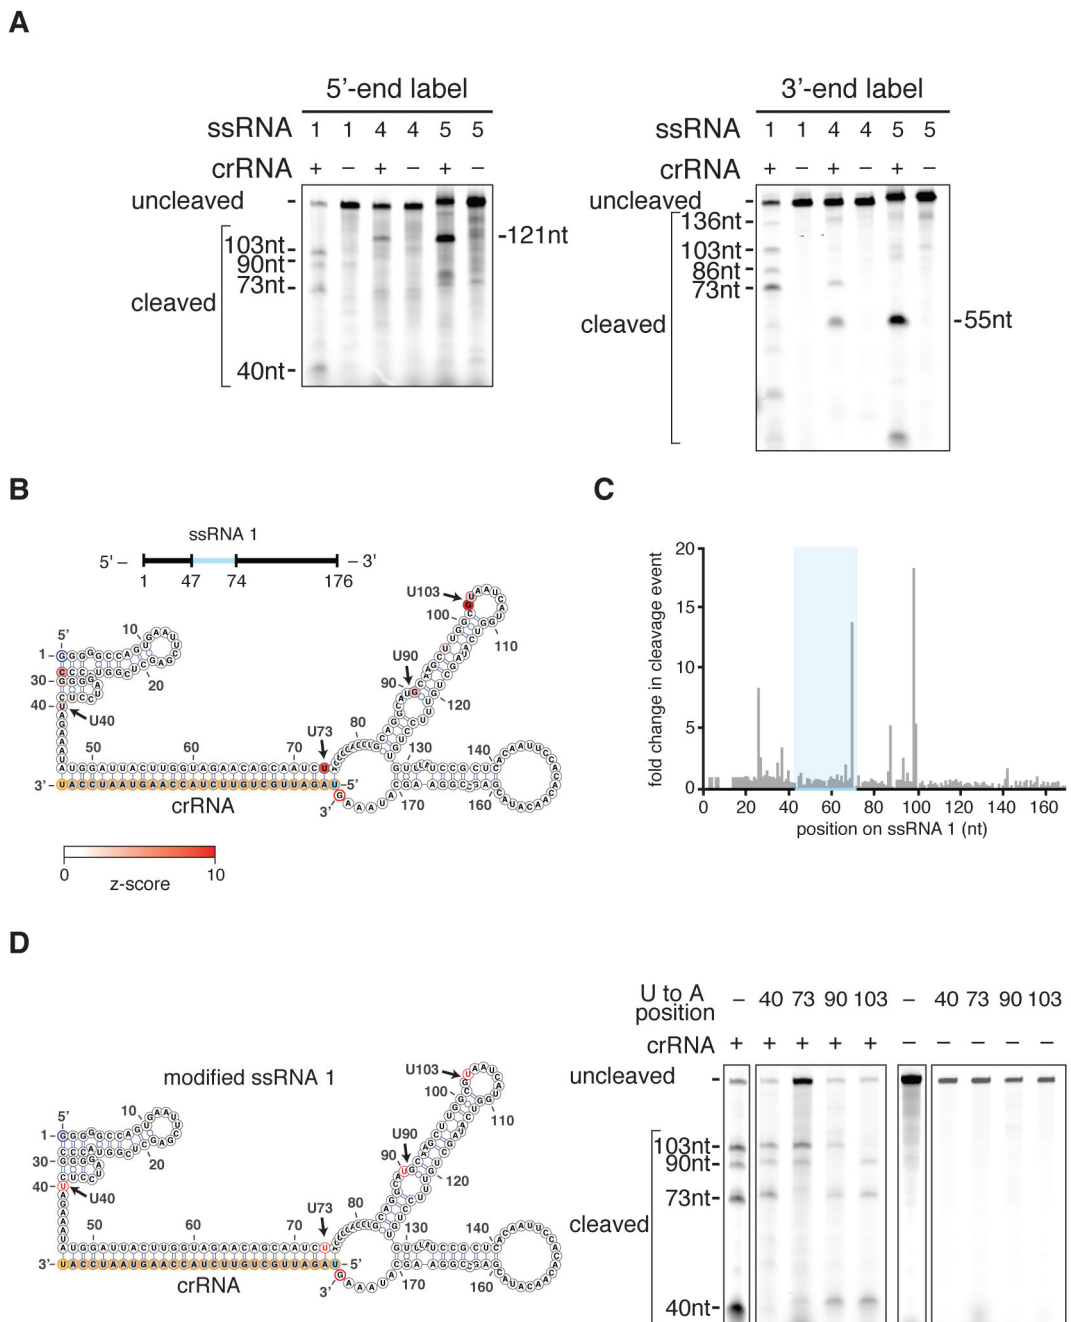 A
5'-end label
ssRNA 1 1 4 4 5 5
crRNA + – + – + –
uncleaved -
-121nt
103nt-
90nt-
73nt-
cleaved
40nt-
3'-end label
ssRNA 1 1 4 4 5 5
crRNA + – + – + –
uncleaved -
136nt-
103nt-
86nt-
73nt-
cleaved
-55nt
B
ssRNA 1
5' – – 3'
1 47 74 176
U103
100
110
10
5'
1
20
30
40
U40
U90
90
120
U73
80
50 60 70
130 140
3'- -5'
crRNA
3'
170 160
0 10
z-score
C
fold change in cleavage event
20
15
10
5
0
0 20 40 60 80 100 120 140 160
position on ssRNA 1 (nt)
D
modified ssRNA 1
U103
100
110
10
5'
1
20
30
40
U40
U90
90
120
U73
80
50 60 70
130 140
3'- -5'
crRNA
3'
170 160
U to A
position
– 40 73 90 103 – 40 73 90 103
crRNA + + + + + – – – – –
uncleaved -
103nt-
90nt-
73nt-
cleaved
40nt-